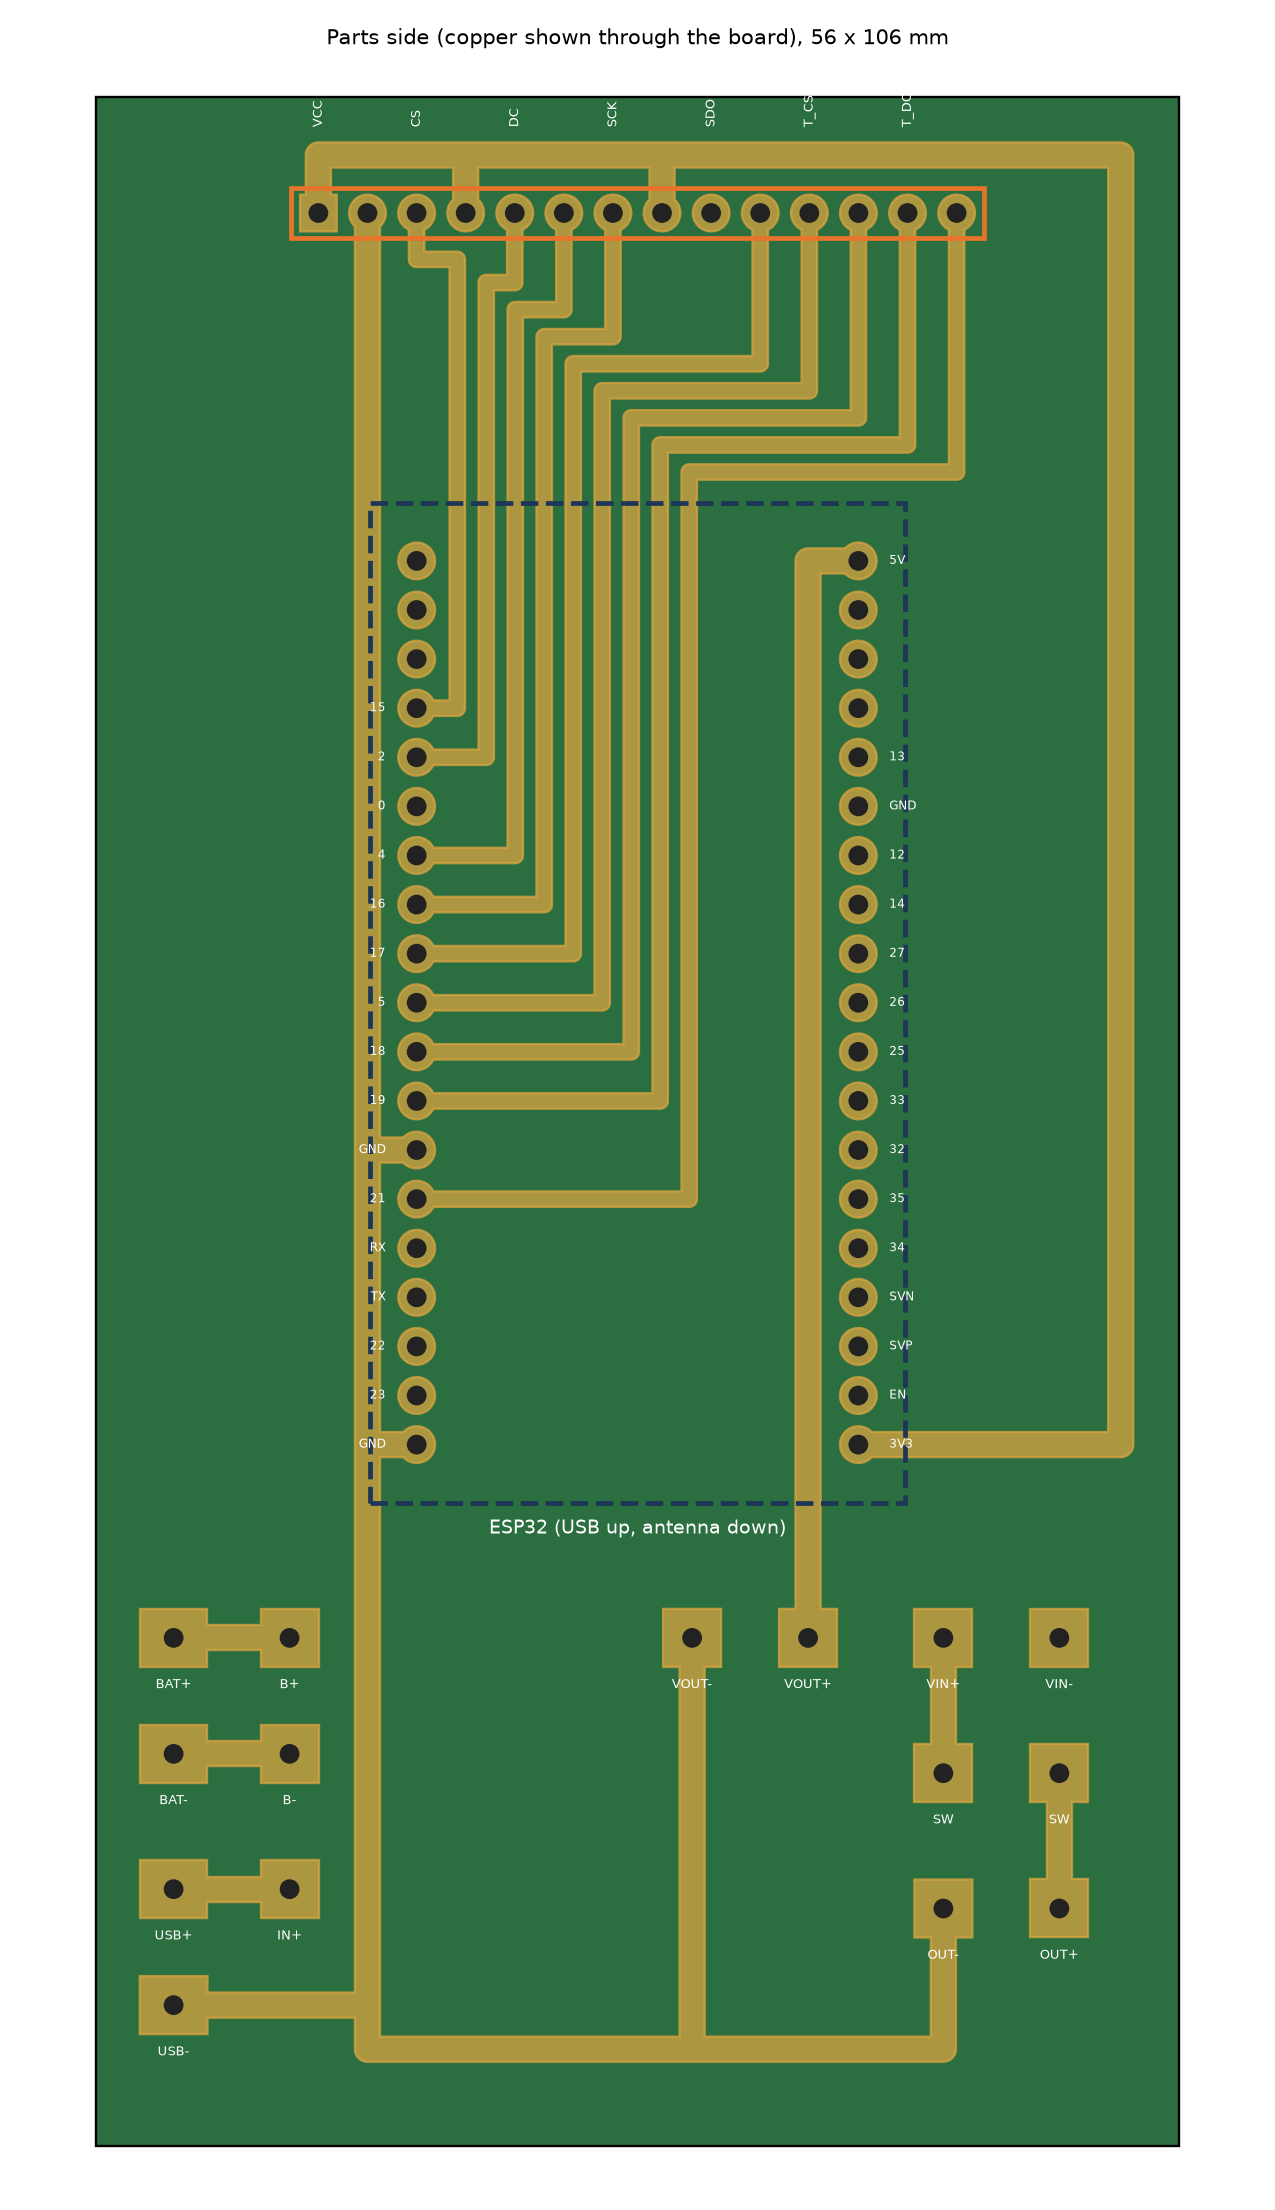 Parts side (copper shown through the board), 56 x 106 mm
VCC
CS
DC
SCK
SDO
T_CS
T_DO
5V
15
2
13
0
GND
4
12
16
14
17
27
5
26
18
25
19
33
GND
32
21
35
RX
34
TX
SVN
22
SVP
23
EN
GND
3V3
ESP32 (USB up, antenna down)
BAT+
B+
VOUT-
VOUT+
VIN+
VIN-
BAT-
B-
SW
SW
USB+
IN+
OUT-
OUT+
USB-